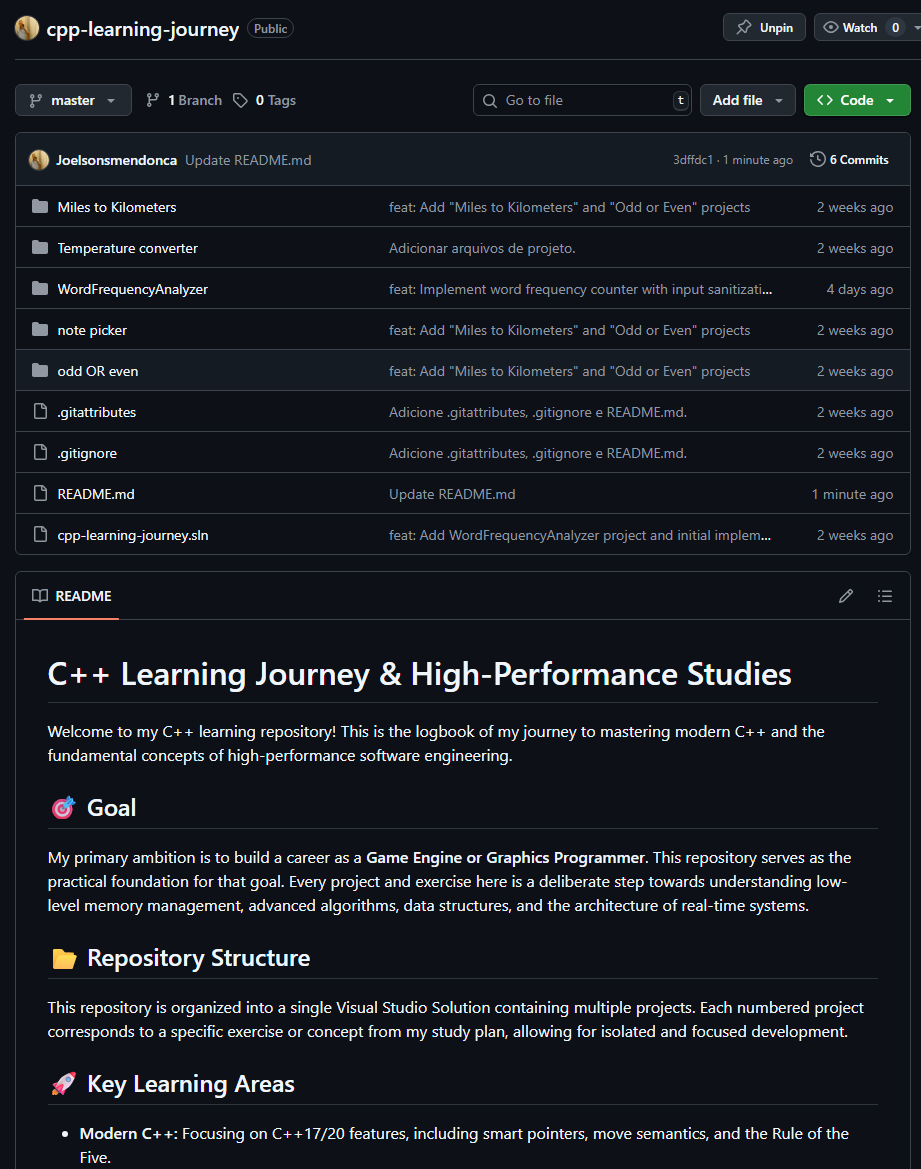 cpp-learning-journey Public Unpin Watch 0
master 1 Branch 0 Tags Go to file t Add file Code
Joelsonsmendonca Update README.md 3dffdc1 · 1 minute ago 6 Commits
Miles to Kilometers feat: Add "Miles to Kilometers" and "Odd or Even" projects 2 weeks ago
Temperature converter Adicionar arquivos de projeto. 2 weeks ago
WordFrequencyAnalyzer feat: Implement word frequency counter with input sanitizati... 4 days ago
note picker feat: Add "Miles to Kilometers" and "Odd or Even" projects 2 weeks ago
odd OR even feat: Add "Miles to Kilometers" and "Odd or Even" projects 2 weeks ago
.gitattributes Adicione .gitattributes, .gitignore e README.md. 2 weeks ago
.gitignore Adicione .gitattributes, .gitignore e README.md. 2 weeks ago
README.md Update README.md 1 minute ago
cpp-learning-journey.sln feat: Add WordFrequencyAnalyzer project and initial implem... 2 weeks ago
README
C++ Learning Journey & High-Performance Studies
Welcome to my C++ learning repository! This is the logbook of my journey to mastering modern C++ and the
fundamental concepts of high-performance software engineering.
🎯 Goal
My primary ambition is to build a career as a Game Engine or Graphics Programmer. This repository serves as the
practical foundation for that goal. Every project and exercise here is a deliberate step towards understanding low-
level memory management, advanced algorithms, data structures, and the architecture of real-time systems.
📂 Repository Structure
This repository is organized into a single Visual Studio Solution containing multiple projects. Each numbered project
corresponds to a specific exercise or concept from my study plan, allowing for isolated and focused development.
🚀 Key Learning Areas
• Modern C++: Focusing on C++17/20 features, including smart pointers, move semantics, and the Rule of the
Five.